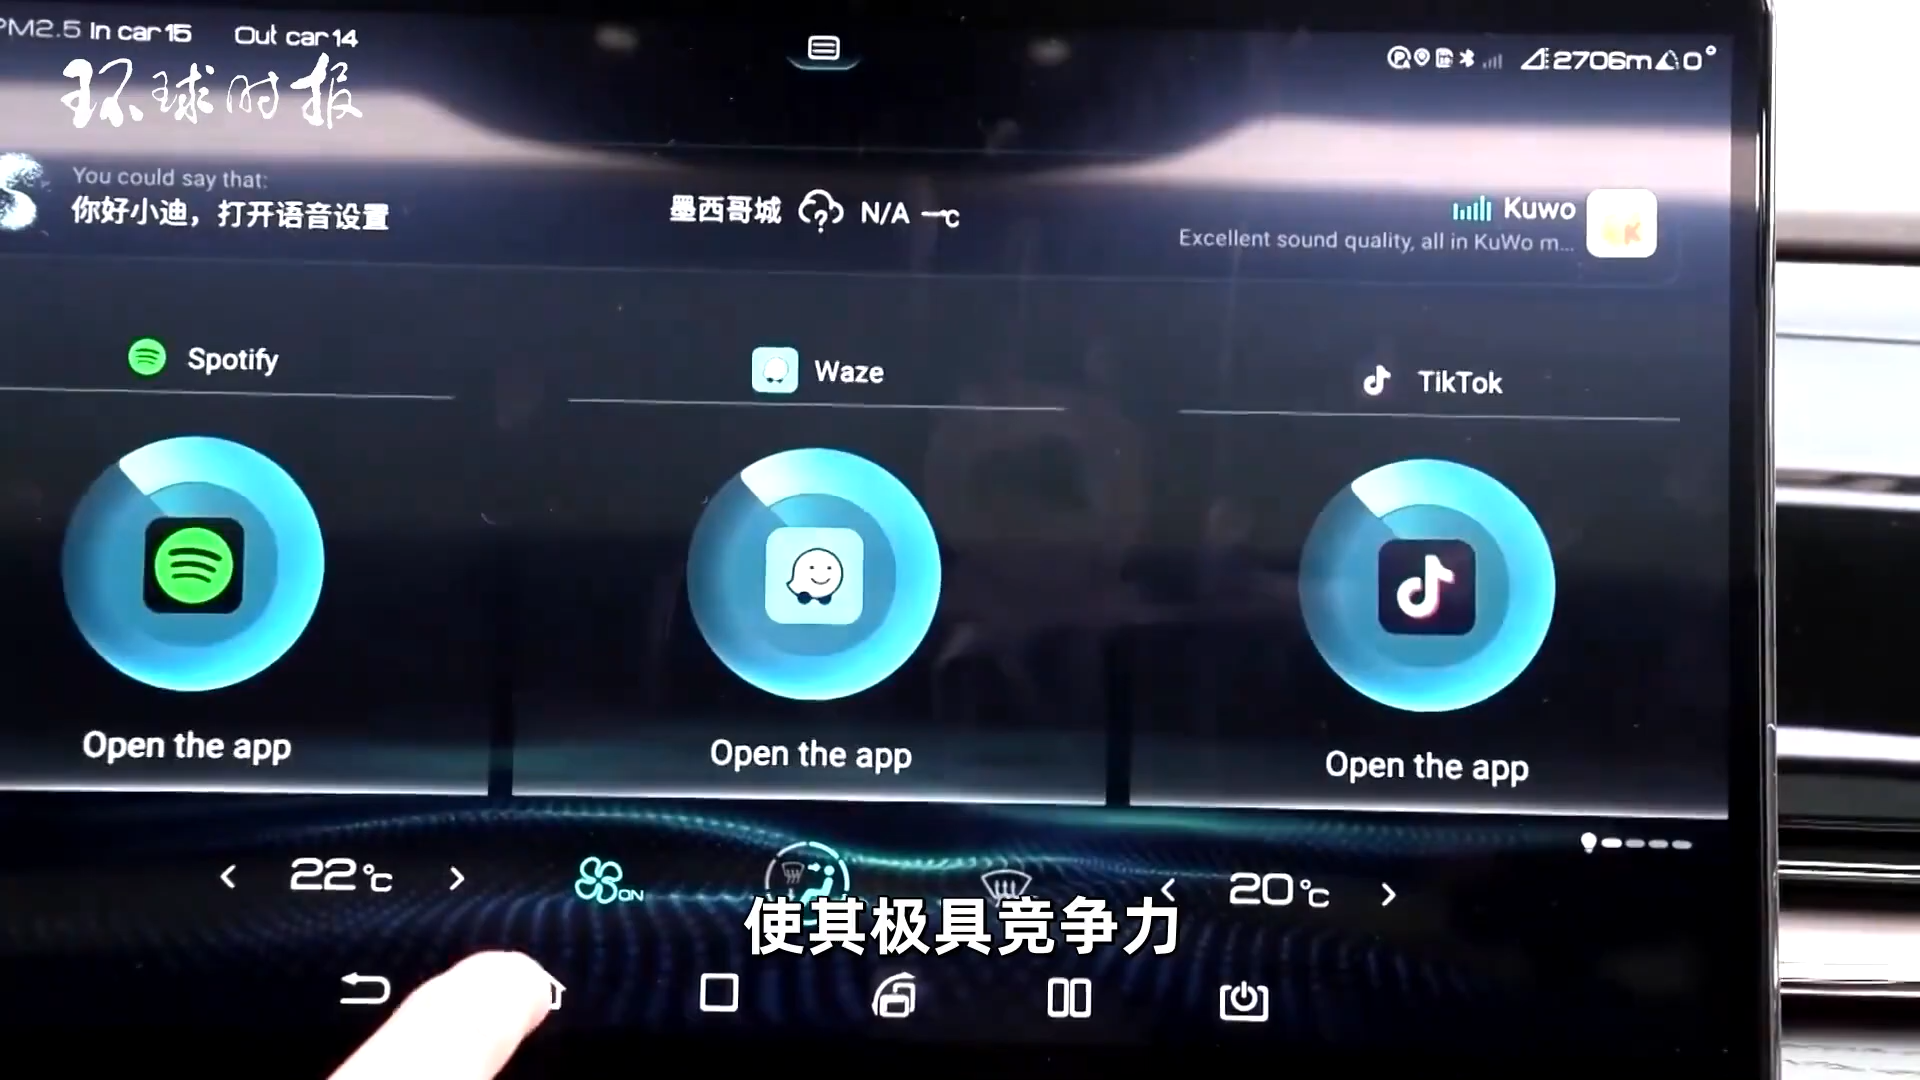 PM2.5 In car 15 Out car 14
2706m 0°
环球时报
You could say that:
你好小迪，打开语音设置
墨西哥城 N/A —℃
Kuwo
Excellent sound quality, all in KuWo m...
Spotify
Waze
TikTok
Open the app
Open the app
Open the app
22℃
ON
20℃
使其极具竞争力